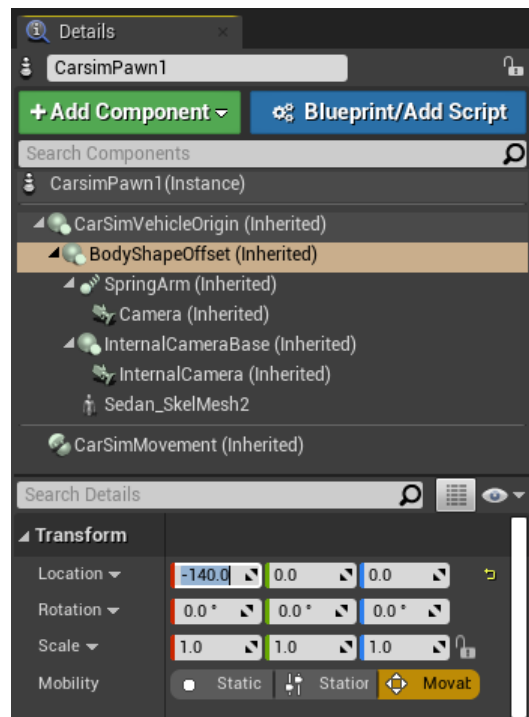 Details
CarsimPawn1
+ Add Component Blueprint/Add Script
Search Components
CarsimPawn1(Instance)
CarSimVehicleOrigin (Inherited)
BodyShapeOffset (Inherited)
SpringArm (Inherited)
Camera (Inherited)
InternalCameraBase (Inherited)
InternalCamera (Inherited)
Sedan_SkelMesh2
CarSimMovement (Inherited)
Search Details
Transform
Location -140.0 0.0 0.0
Rotation 0.0 ° 0.0 ° 0.0 °
Scale 1.0 1.0 1.0
Mobility Static Station Movab